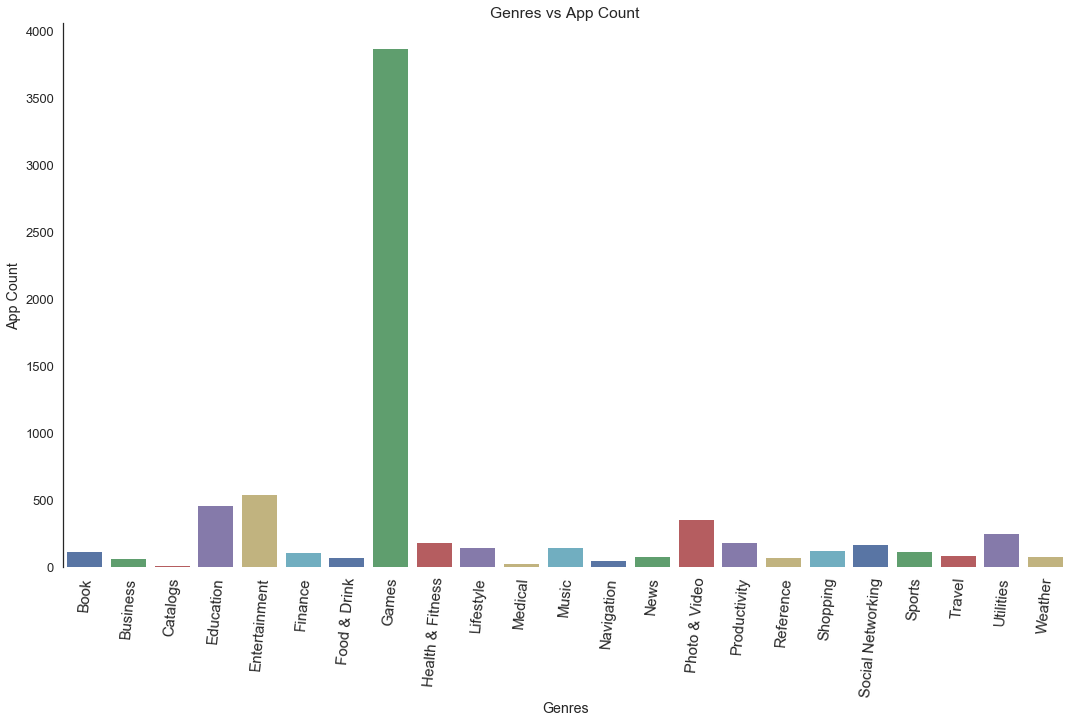 Genres vs App Count
4000
3500
3000
2500
2000
1500
1000
500
0
App Count
Book
Business
Catalogs
Education
Entertainment
Finance
Food & Drink
Games
Health & Fitness
Lifestyle
Medical
Music
Navigation
News
Photo & Video
Productivity
Reference
Shopping
Social Networking
Sports
Travel
Utilities
Weather
Genres